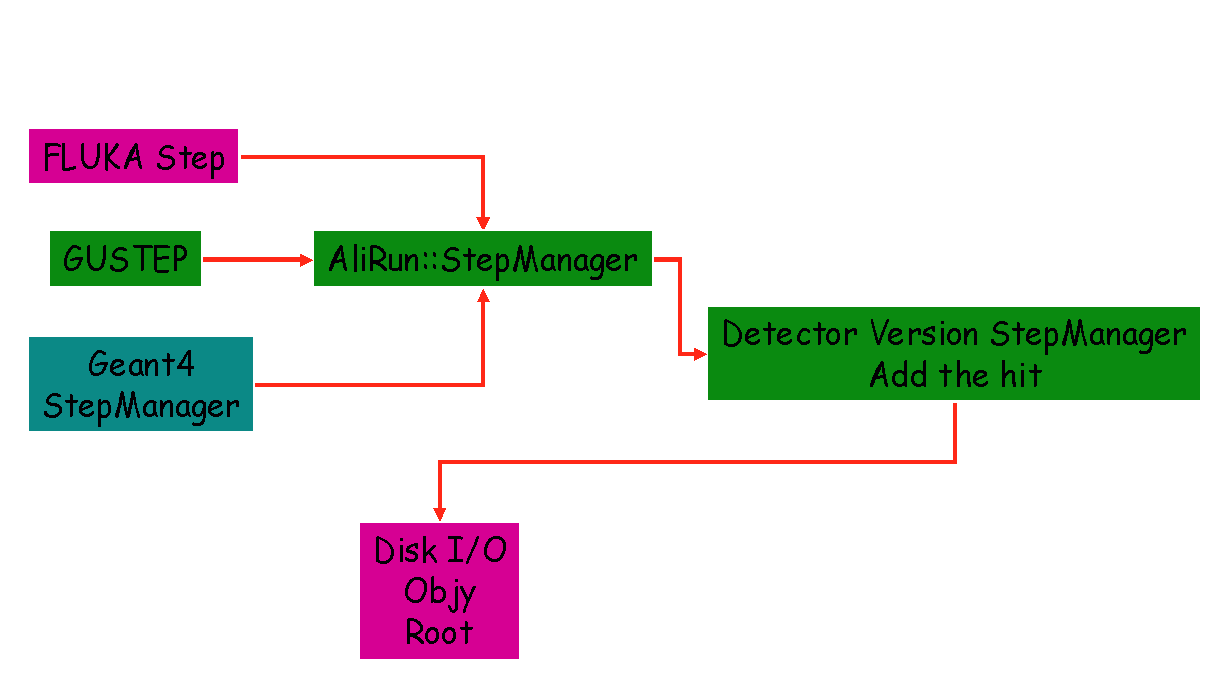 FLUKA Step
GUSTEP
AliRun::StepManager
Geant4
StepManager
Detector Version StepManager
Add the hit
Disk I/O
Objy
Root